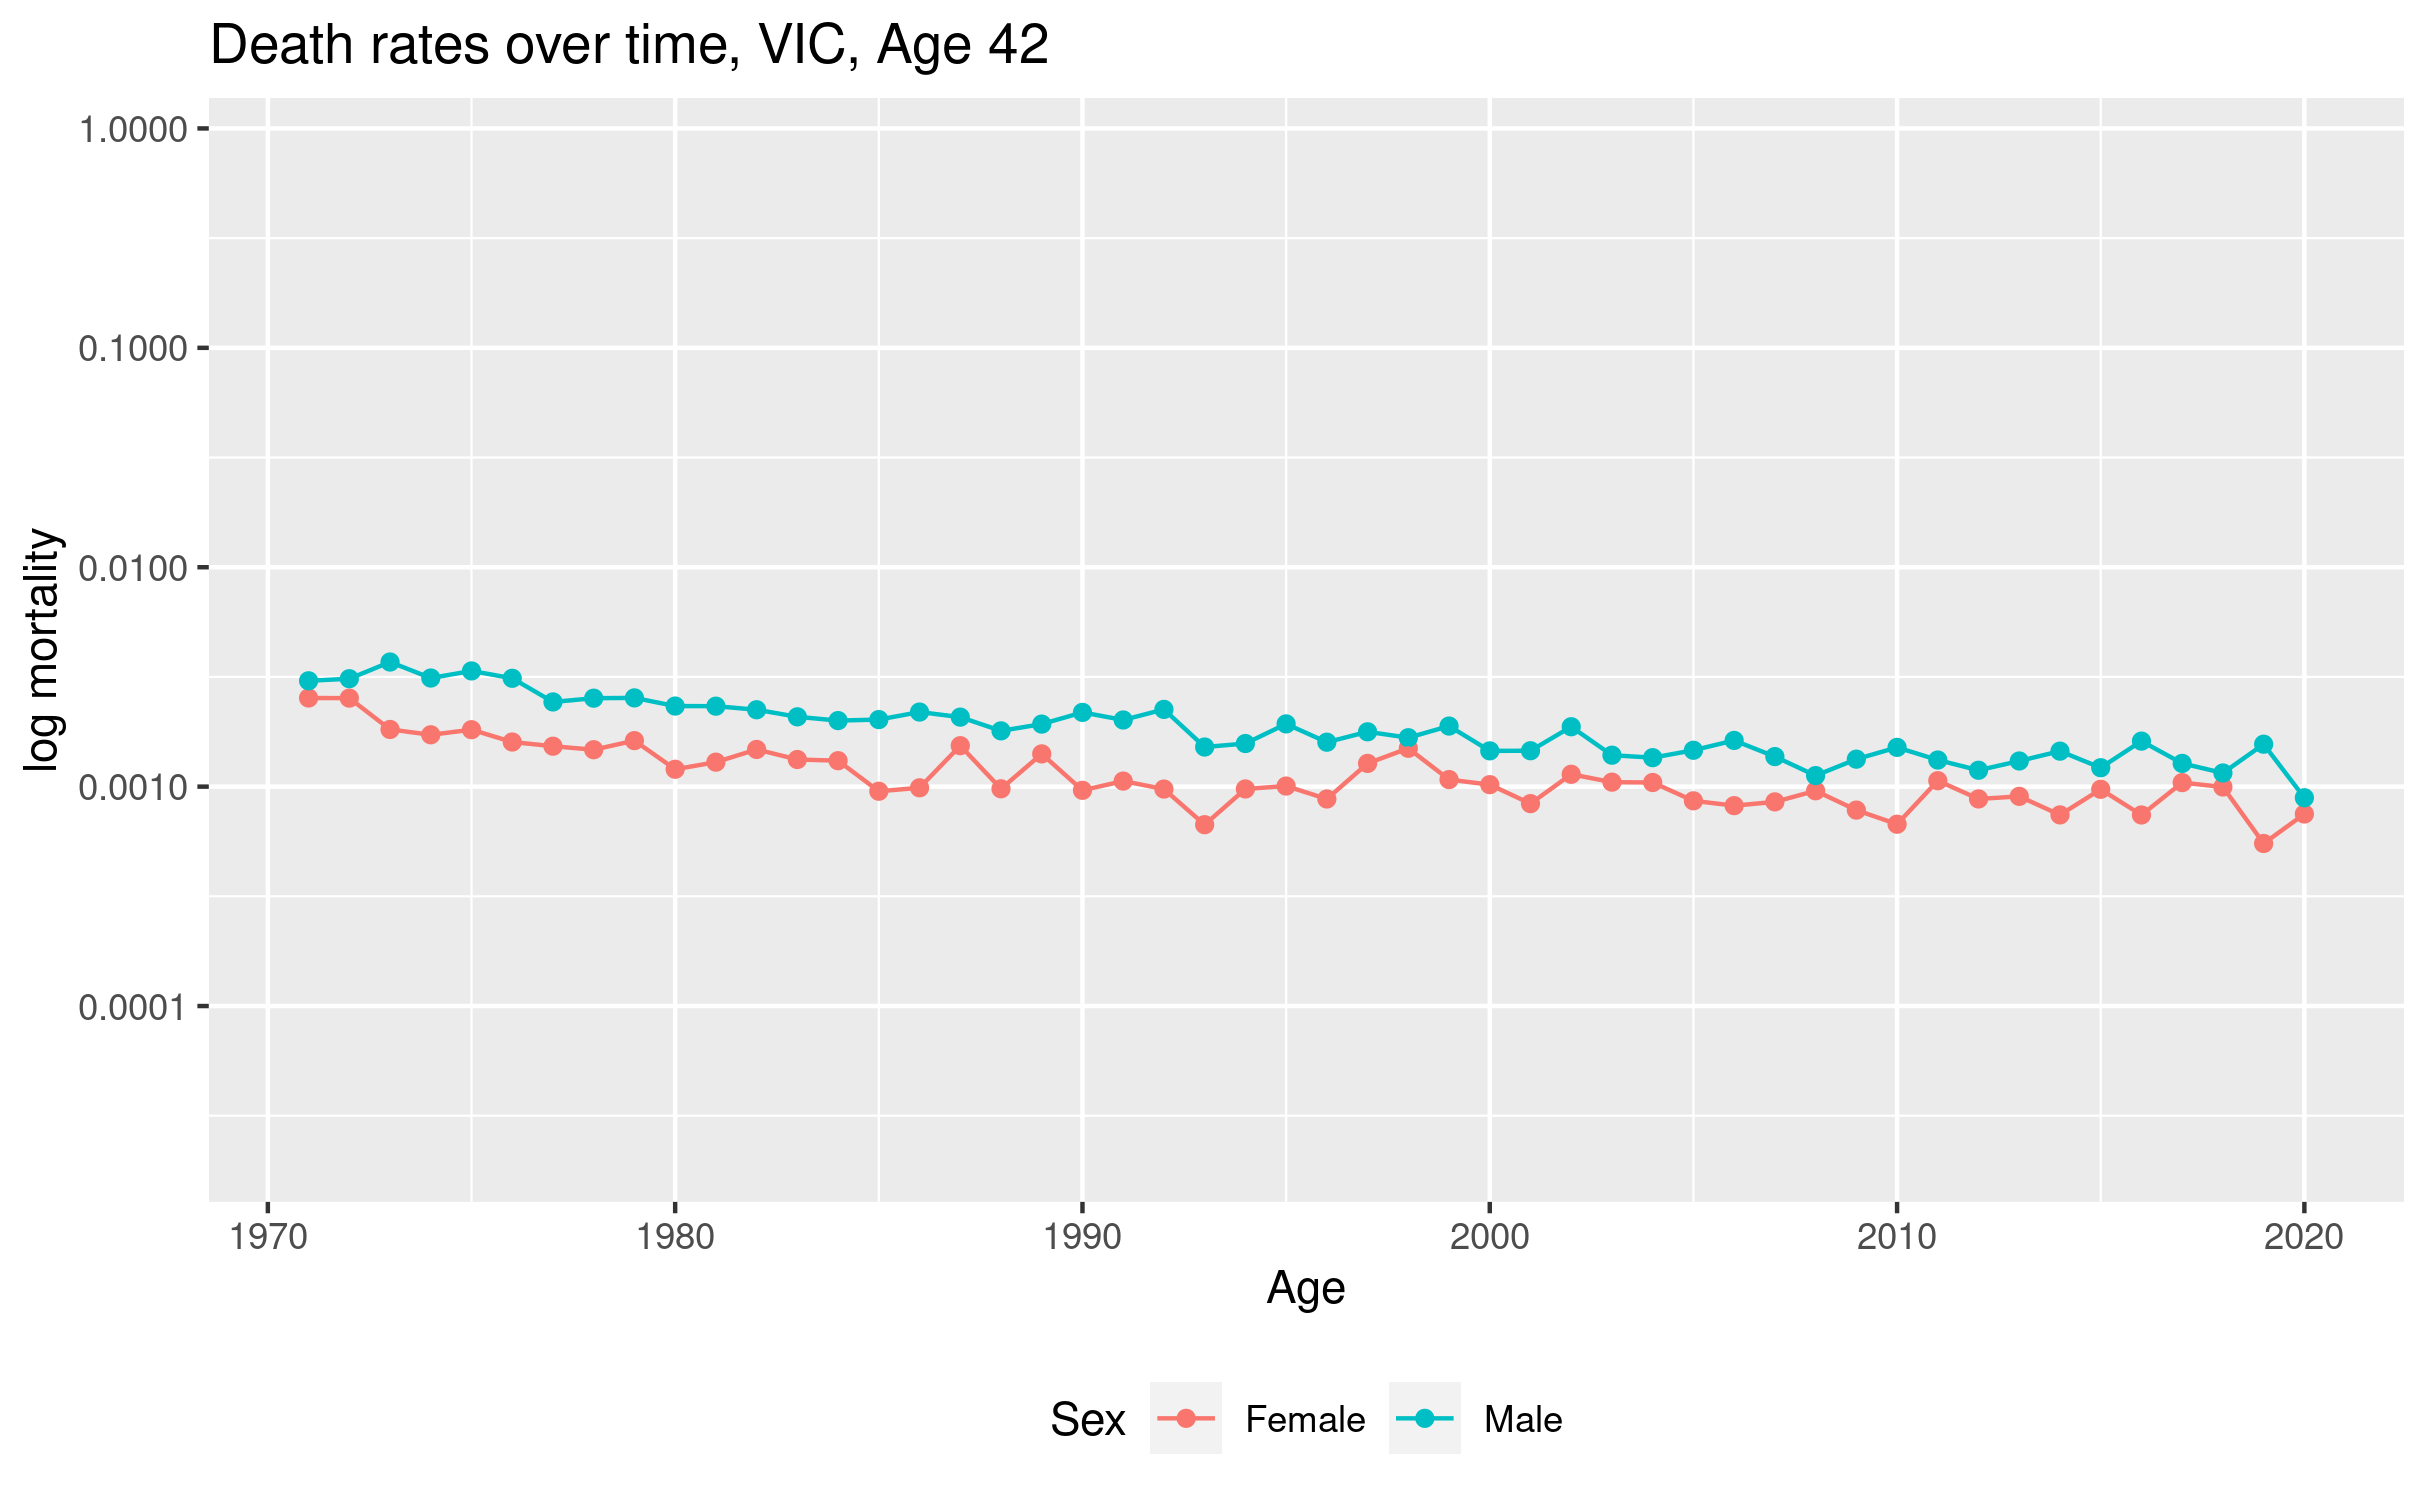 Death rates over time, VIC, Age 42
log mortality
1.0000
0.1000
0.0100
0.0010
0.0001
1970 1980 1990 2000 2010 2020
Age
Sex Female Male